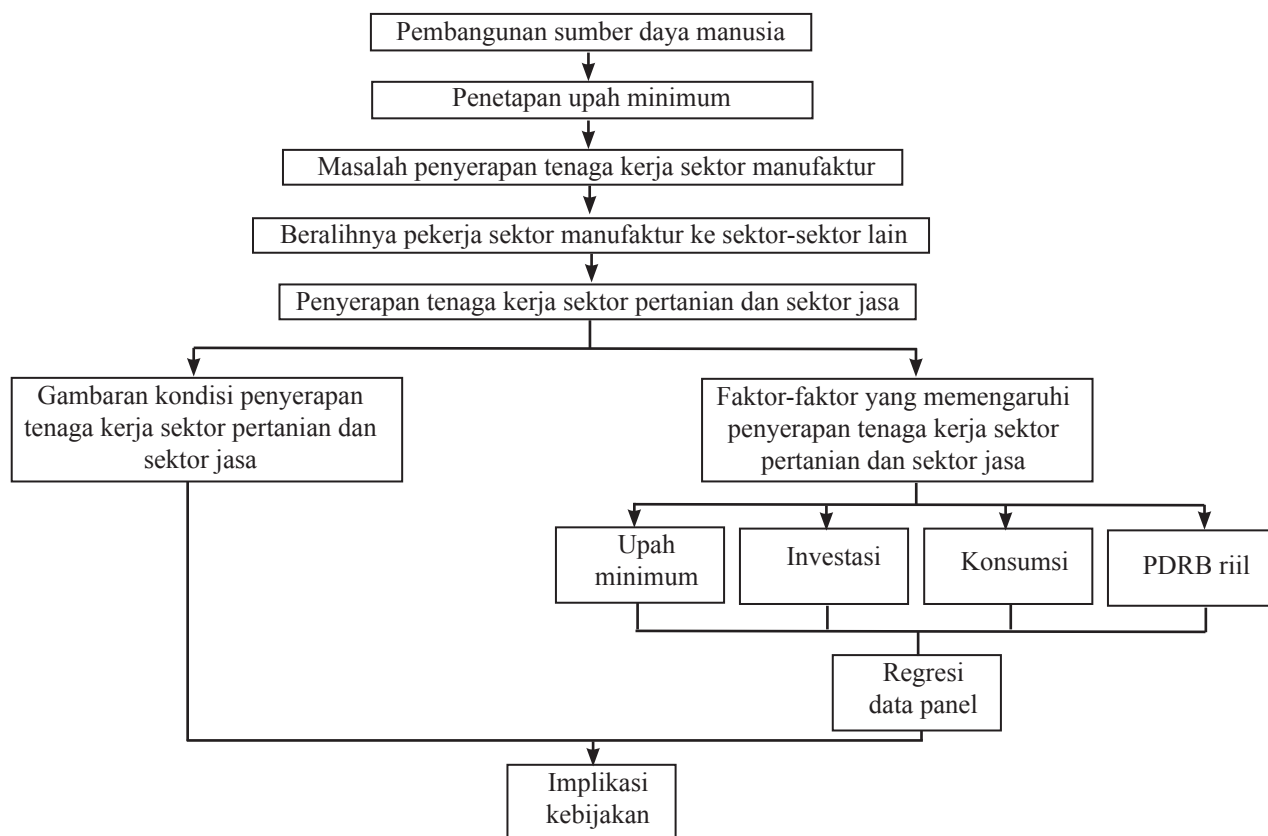 Pembangunan sumber daya manusia
Penetapan upah minimum
Masalah penyerapan tenaga kerja sektor manufaktur
Beralihnya pekerja sektor manufaktur ke sektor-sektor lain
Penyerapan tenaga kerja sektor pertanian dan sektor jasa
Gambaran kondisi penyerapan
tenaga kerja sektor pertanian dan
sektor jasa
Faktor-faktor yang memengaruhi
penyerapan tenaga kerja sektor
pertanian dan sektor jasa
Upah
minimum
Investasi
Konsumsi
PDRB riil
Regresi
data panel
Implikasi
kebijakan